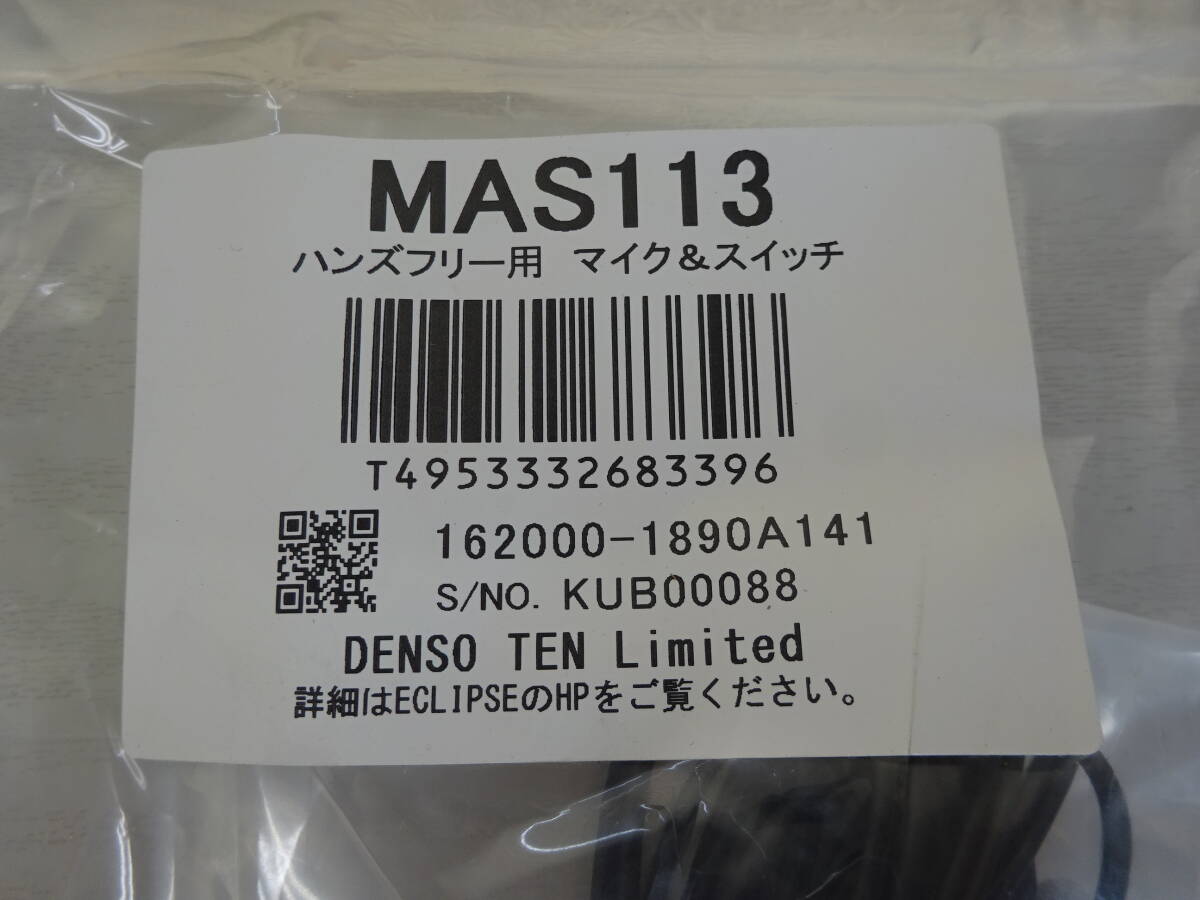 MAS113
ハンズフリー用 マイク&スイッチ
T4953332683396
162000-1890A141
S/NO. KUB00088
DENSO TEN Limited
詳細はECLIPSEのHPをご覧ください。